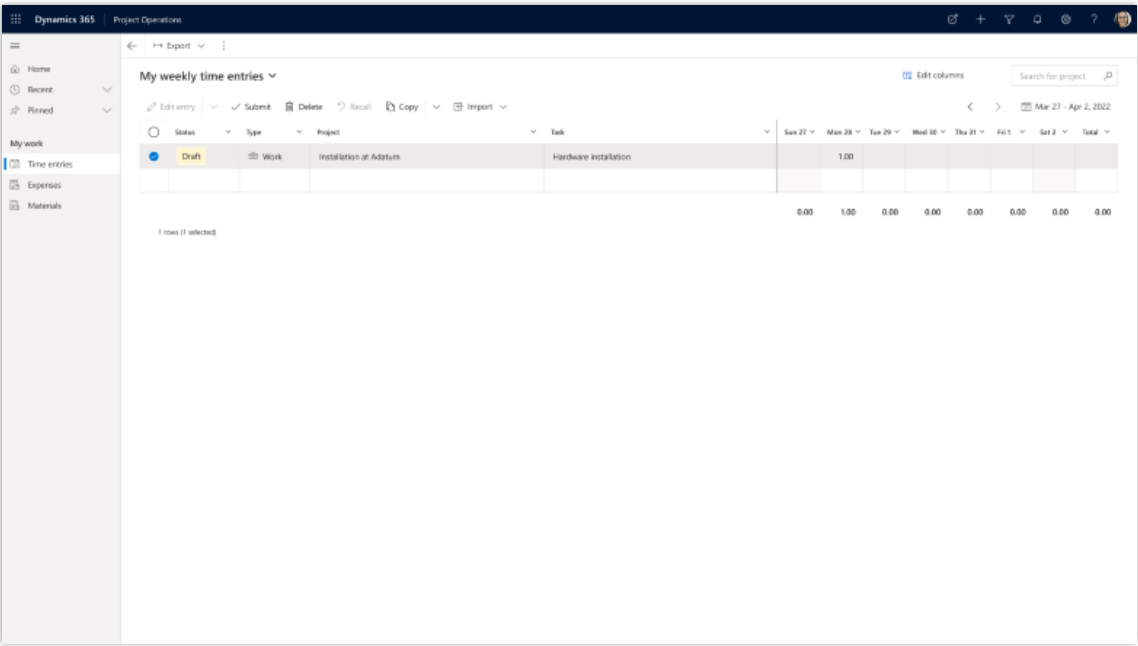 Dynamics 365 Project Operations ?
Export
Home
Recent
Pinned
My work
Time entries
Expenses
Materials
My weekly time entries
Edit columns
Search for project
Edit entry Submit Delete Recall Copy Import
Mar 27 - Apr 2, 2022
Status Type Project Task Sun 27 Mon 28 Tue 29 Wed 30 Thu 31 Fri 1 Sat 2 Total
Draft Work Installation at Adatum Hardware installation 1.00
0.00 1.00 0.00 0.00 0.00 0.00 0.00 0.00
1 rows (1 selected)